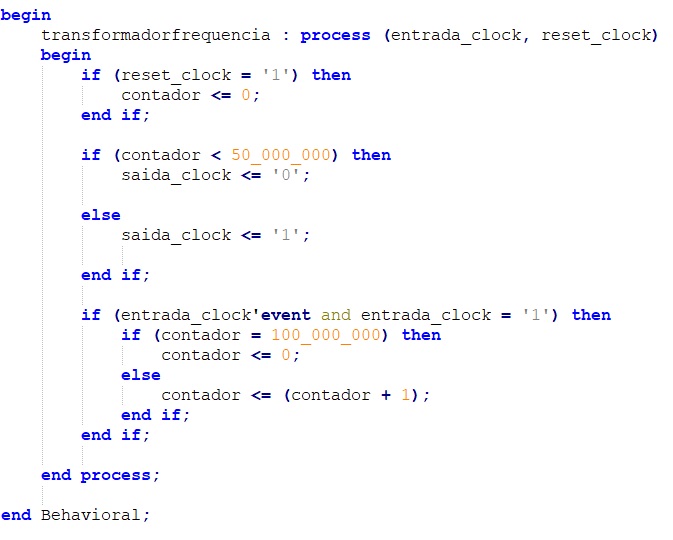 begin
    transformadorfrequencia : process (entrada_clock, reset_clock)
    begin
        if (reset_clock = '1') then
            contador <= 0;
        end if;

        if (contador < 50_000_000) then
            saida_clock <= '0';

        else
            saida_clock <= '1';

        end if;

        if (entrada_clock'event and entrada_clock = '1') then
            if (contador = 100_000_000) then
                contador <= 0;
            else
                contador <= (contador + 1);
            end if;
        end if;

    end process;

end Behavioral;